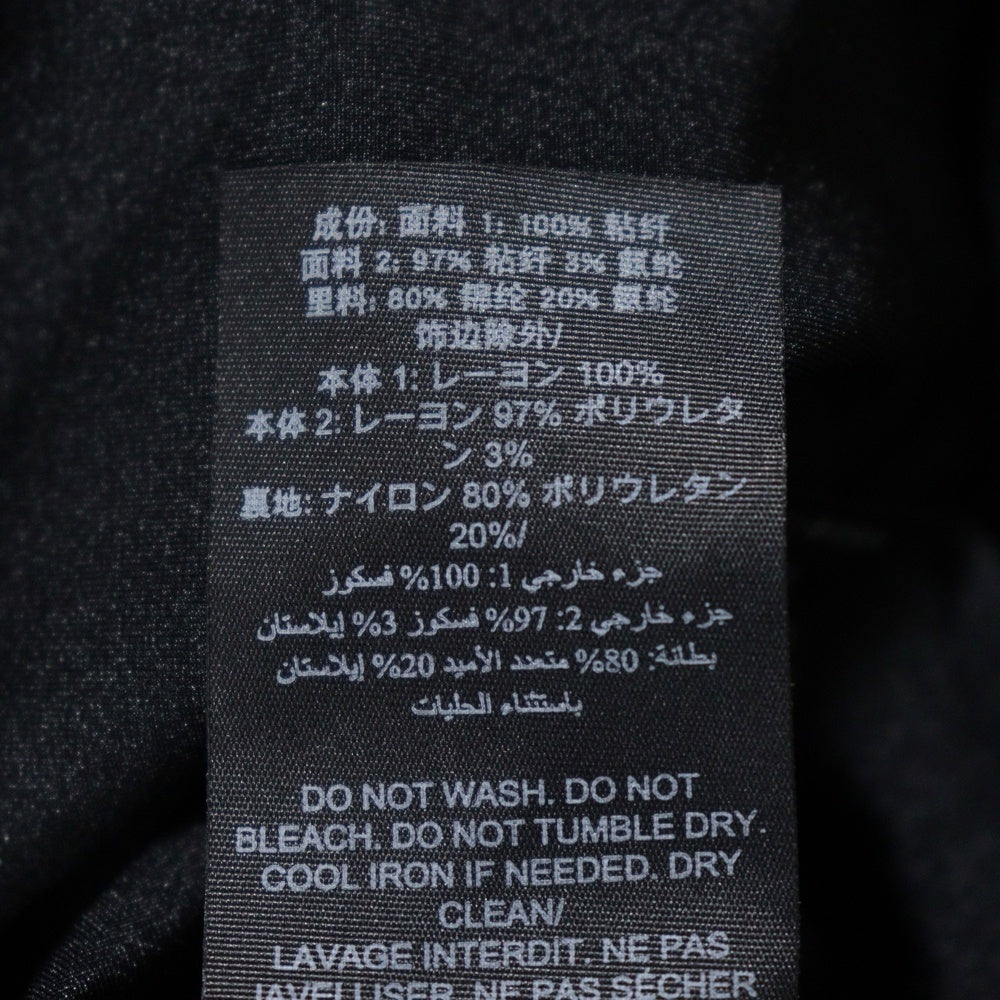 成份: 面料 1: 100% 粘纤
面料 2: 97% 粘纤 3% 氨纶
里料: 80% 锦纶 20% 氨纶
饰边除外/
本体 1: レーヨン 100%
本体 2: レーヨン 97% ポリウレタ
ン 3%
裏地: ナイロン 80% ポリウレタン
20%/
جزء خارجي 1: 100% فسكوز
جزء خارجي 2: 97% فسكوز 3% إيلاستان
بطانة: 80% متعدد الأميد 20% إيلاستان
باستثناء الحليات
DO NOT WASH. DO NOT
BLEACH. DO NOT TUMBLE DRY.
COOL IRON IF NEEDED. DRY
CLEAN/
LAVAGE INTERDIT. NE PAS
JAVELLISER. NE PAS SÉCHER